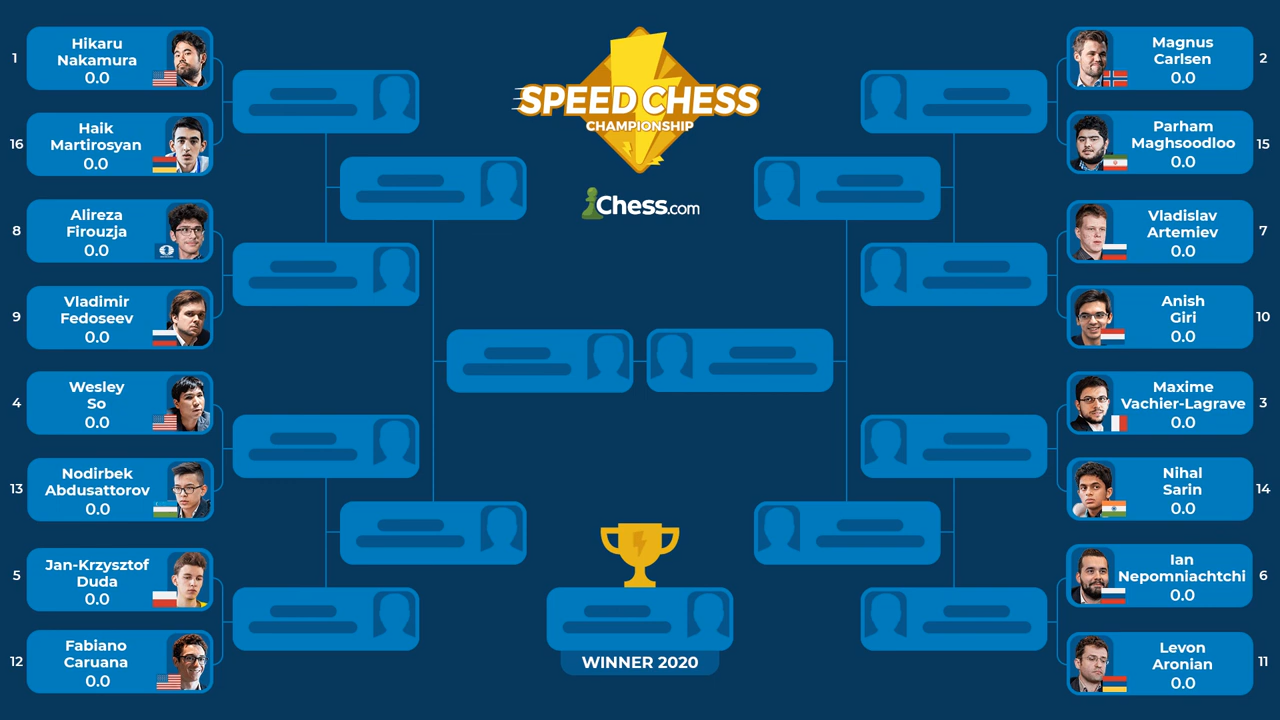 SPEED CHESS
CHAMPIONSHIP
Chess.com
1
Hikaru
Nakamura
0.0
16
Haik
Martirosyan
0.0
8
Alireza
Firouzja
0.0
9
Vladimir
Fedoseev
0.0
4
Wesley
So
0.0
13
Nodirbek
Abdusattorov
0.0
5
Jan-Krzysztof
Duda
0.0
12
Fabiano
Caruana
0.0
Magnus
Carlsen
0.0
2
Parham
Maghsoodloo
0.0
15
Vladislav
Artemiev
0.0
7
Anish
Giri
0.0
10
Maxime
Vachier-Lagrave
0.0
3
Nihal
Sarin
0.0
14
Ian
Nepomniachtchi
0.0
6
Levon
Aronian
0.0
11
WINNER 2020